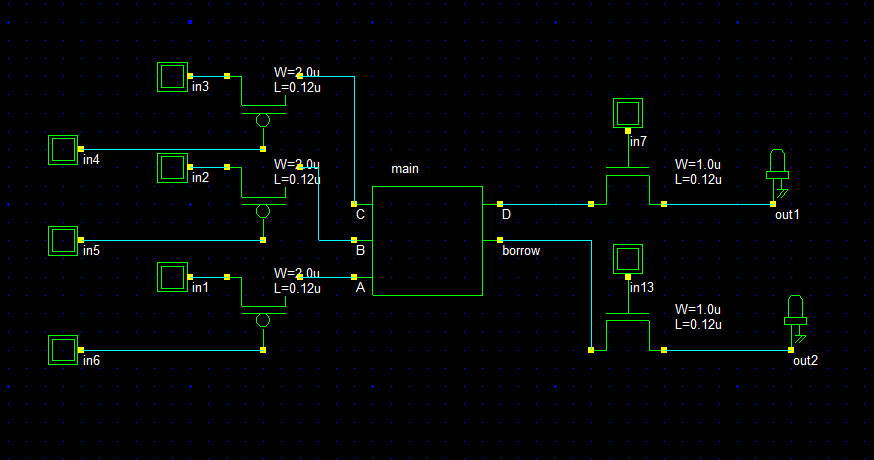 W=2.0u
L=0.12u
in3
in4
W=2.0u
L=0.12u
in2
in5
W=2.0u
L=0.12u
in1
in6
main
C
B
A
D
borrow
in7
W=1.0u
L=0.12u
out1
in13
W=1.0u
L=0.12u
out2